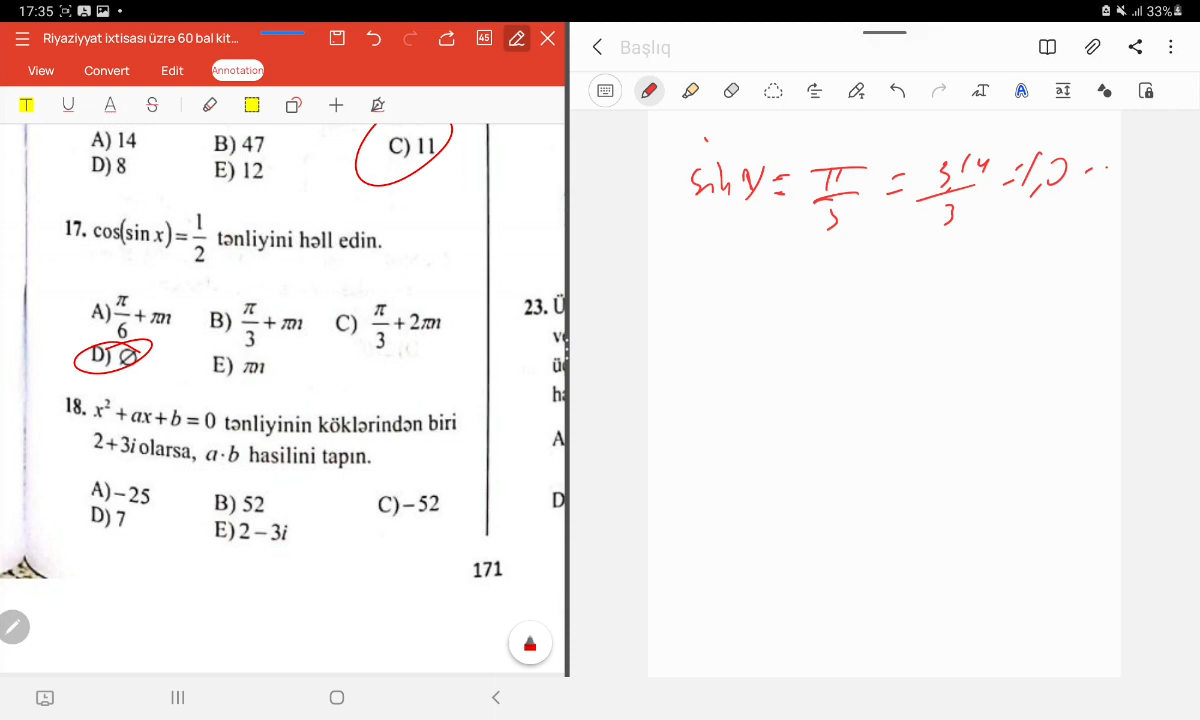 17:35
33%
Riyaziyyat ixtisası üzrə 60 bal kit...
45
View Convert Edit Annotation
A) 14 B) 47 C) 11
D) 8 E) 12
17. cos(sin x) = 1/2 tənliyini həll edin.
A) π/6 + πn B) π/3 + πn C) π/3 + 2πn
D) ∅ E) πn
18. x² + ax + b = 0 tənliyinin köklərindən biri
2+3i olarsa, a·b hasilini tapın.
A) −25 B) 52 C) −52
D) 7 E) 2 − 3i
171
23. Ü
A
D
Başlıq
sin x = π/3 = 3,14/3 = 1,0 ...